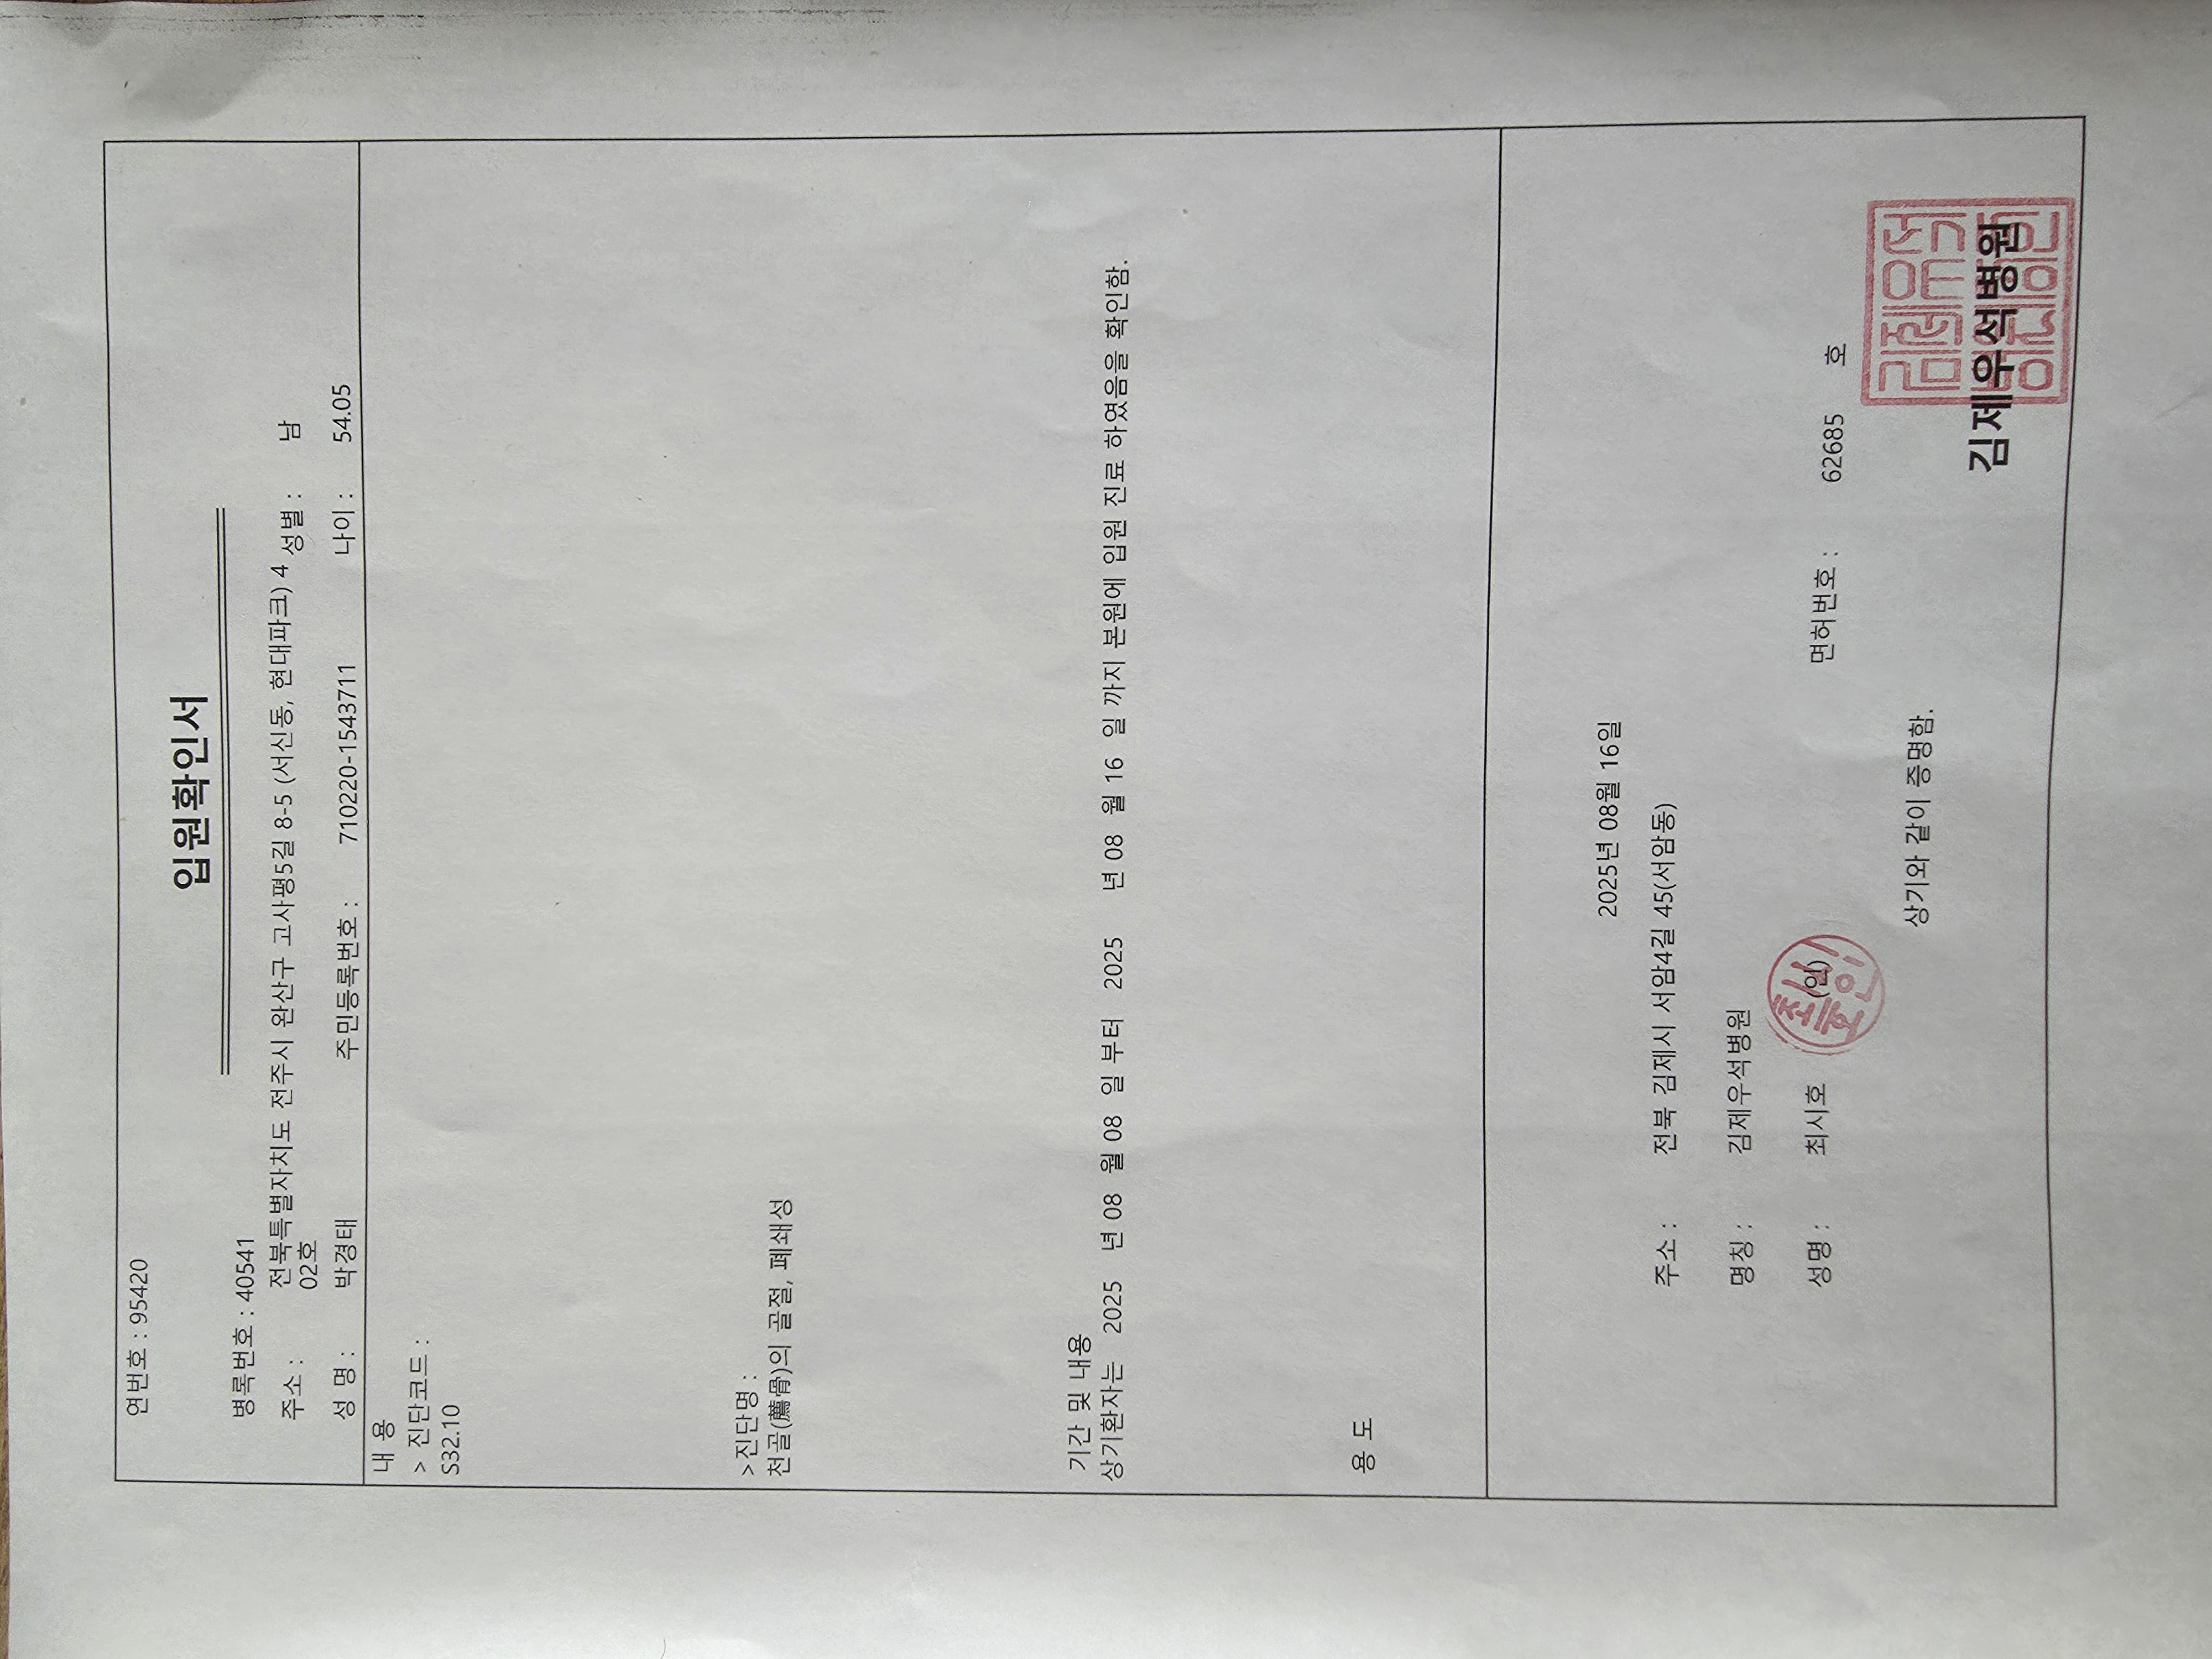 연번호 : 95420
입원확인서
병록번호 : 40541
주소 : 전북특별자치도 전주시 완산구 고사평5길 8-5 (서신동, 현대파크) 4 성별 : 남
02호
성 명 : 박경태 주민등록번호 : 710220-1543711 나이 : 54.05
내 용
> 진단코드 :
S32.10
>진단명 :
천골(薦骨)의 골절, 폐쇄성
기간 및 내용
상기환자는 2025 년 08 월 08 일 부터 2025 년 08 월 16 일 까지 본원에 입원 진료 하였음을 확인함.
용 도
2025년 08월 16일
주소 : 전북 김제시 서암4길 45(서암동)
명칭 : 김제우석병원
성명 : 최시호 (인) 면허번호 : 62685 호
최시호인
상기와 같이 증명함.
김제우석병원